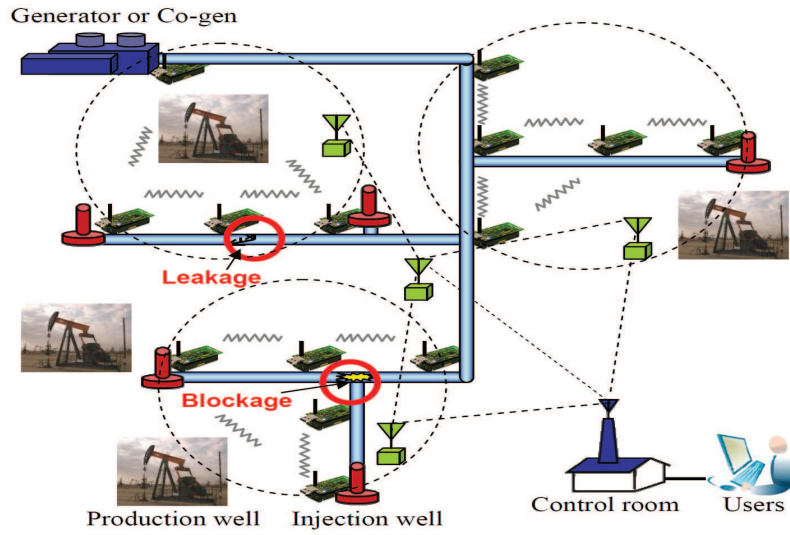 Generator or Co-gen
Leakage
Blockage
Production well
Injection well
Control room
Users